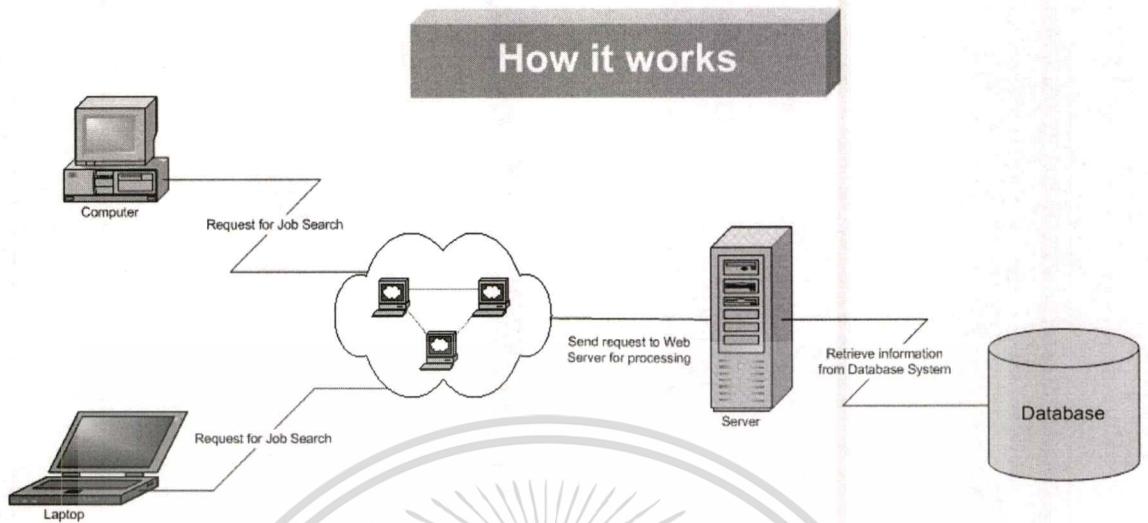 How it works
Computer
Request for Job Search
Send request to Web
Server for processing
Retrieve information
from Database System
Database
Server
Request for Job Search
Laptop